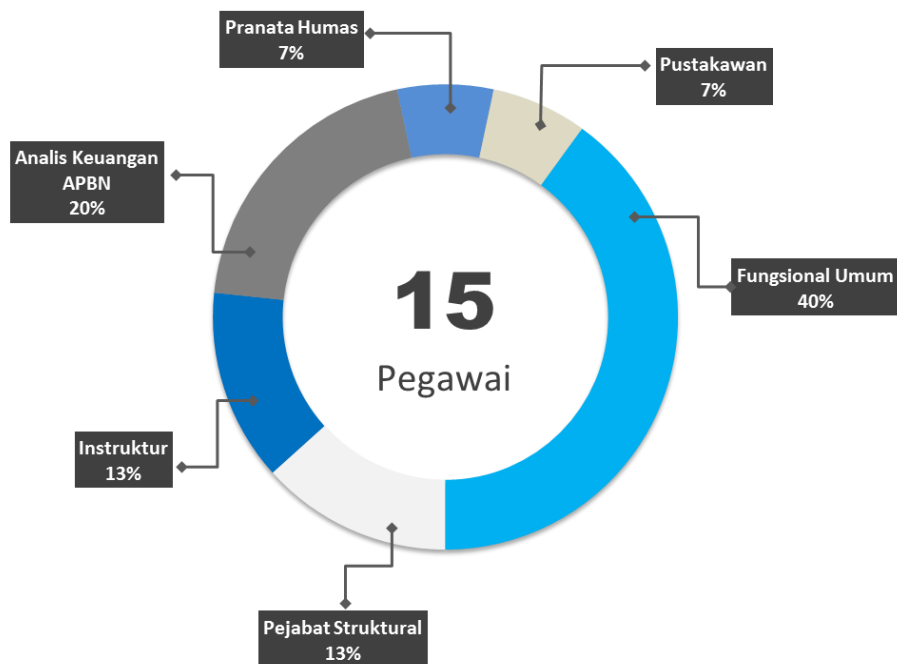 Pranata Humas
7%
Pustakawan
7%
Analis Keuangan
APBN
20%
Fungsional Umum
40%
15
Pegawai
Instruktur
13%
Pejabat Struktural
13%